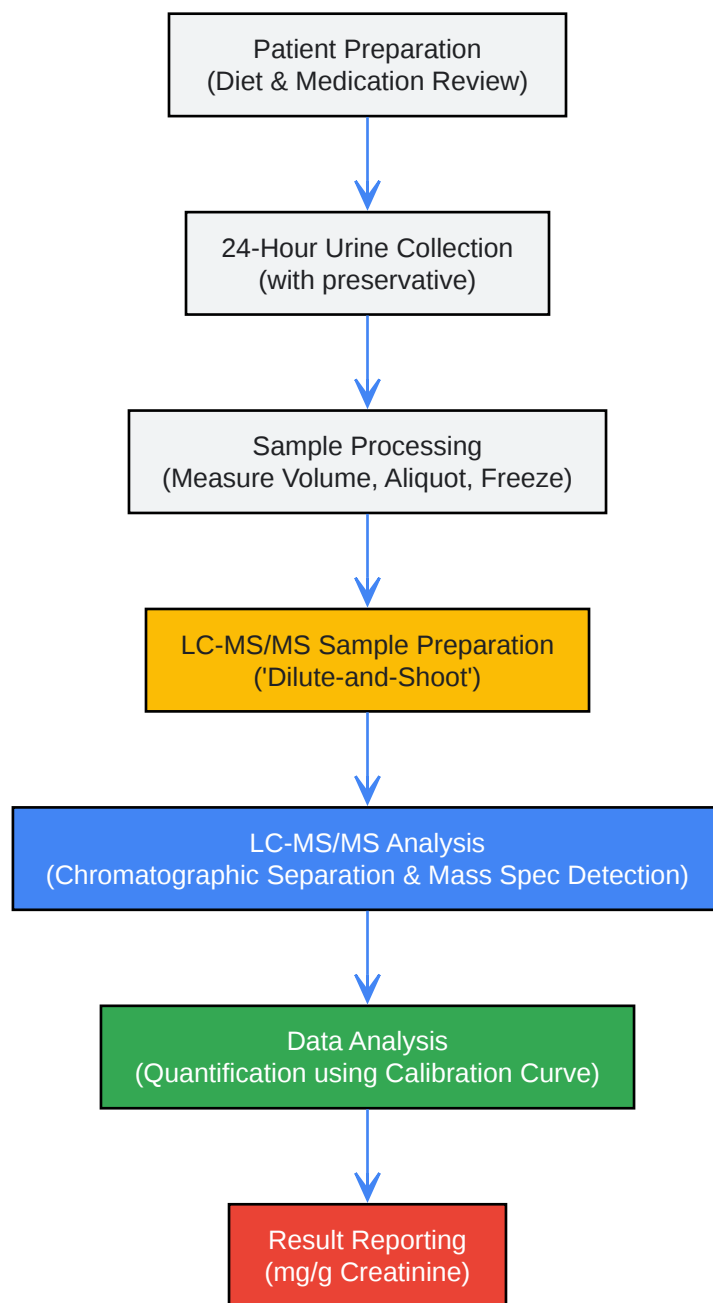 Patient Preparation
(Diet & Medication Review)
24-Hour Urine Collection
(with preservative)
Sample Processing
(Measure Volume, Aliquot, Freeze)
LC-MS/MS Sample Preparation
('Dilute-and-Shoot')
LC-MS/MS Analysis
(Chromatographic Separation & Mass Spec Detection)
Data Analysis
(Quantification using Calibration Curve)
Result Reporting
(mg/g Creatinine)